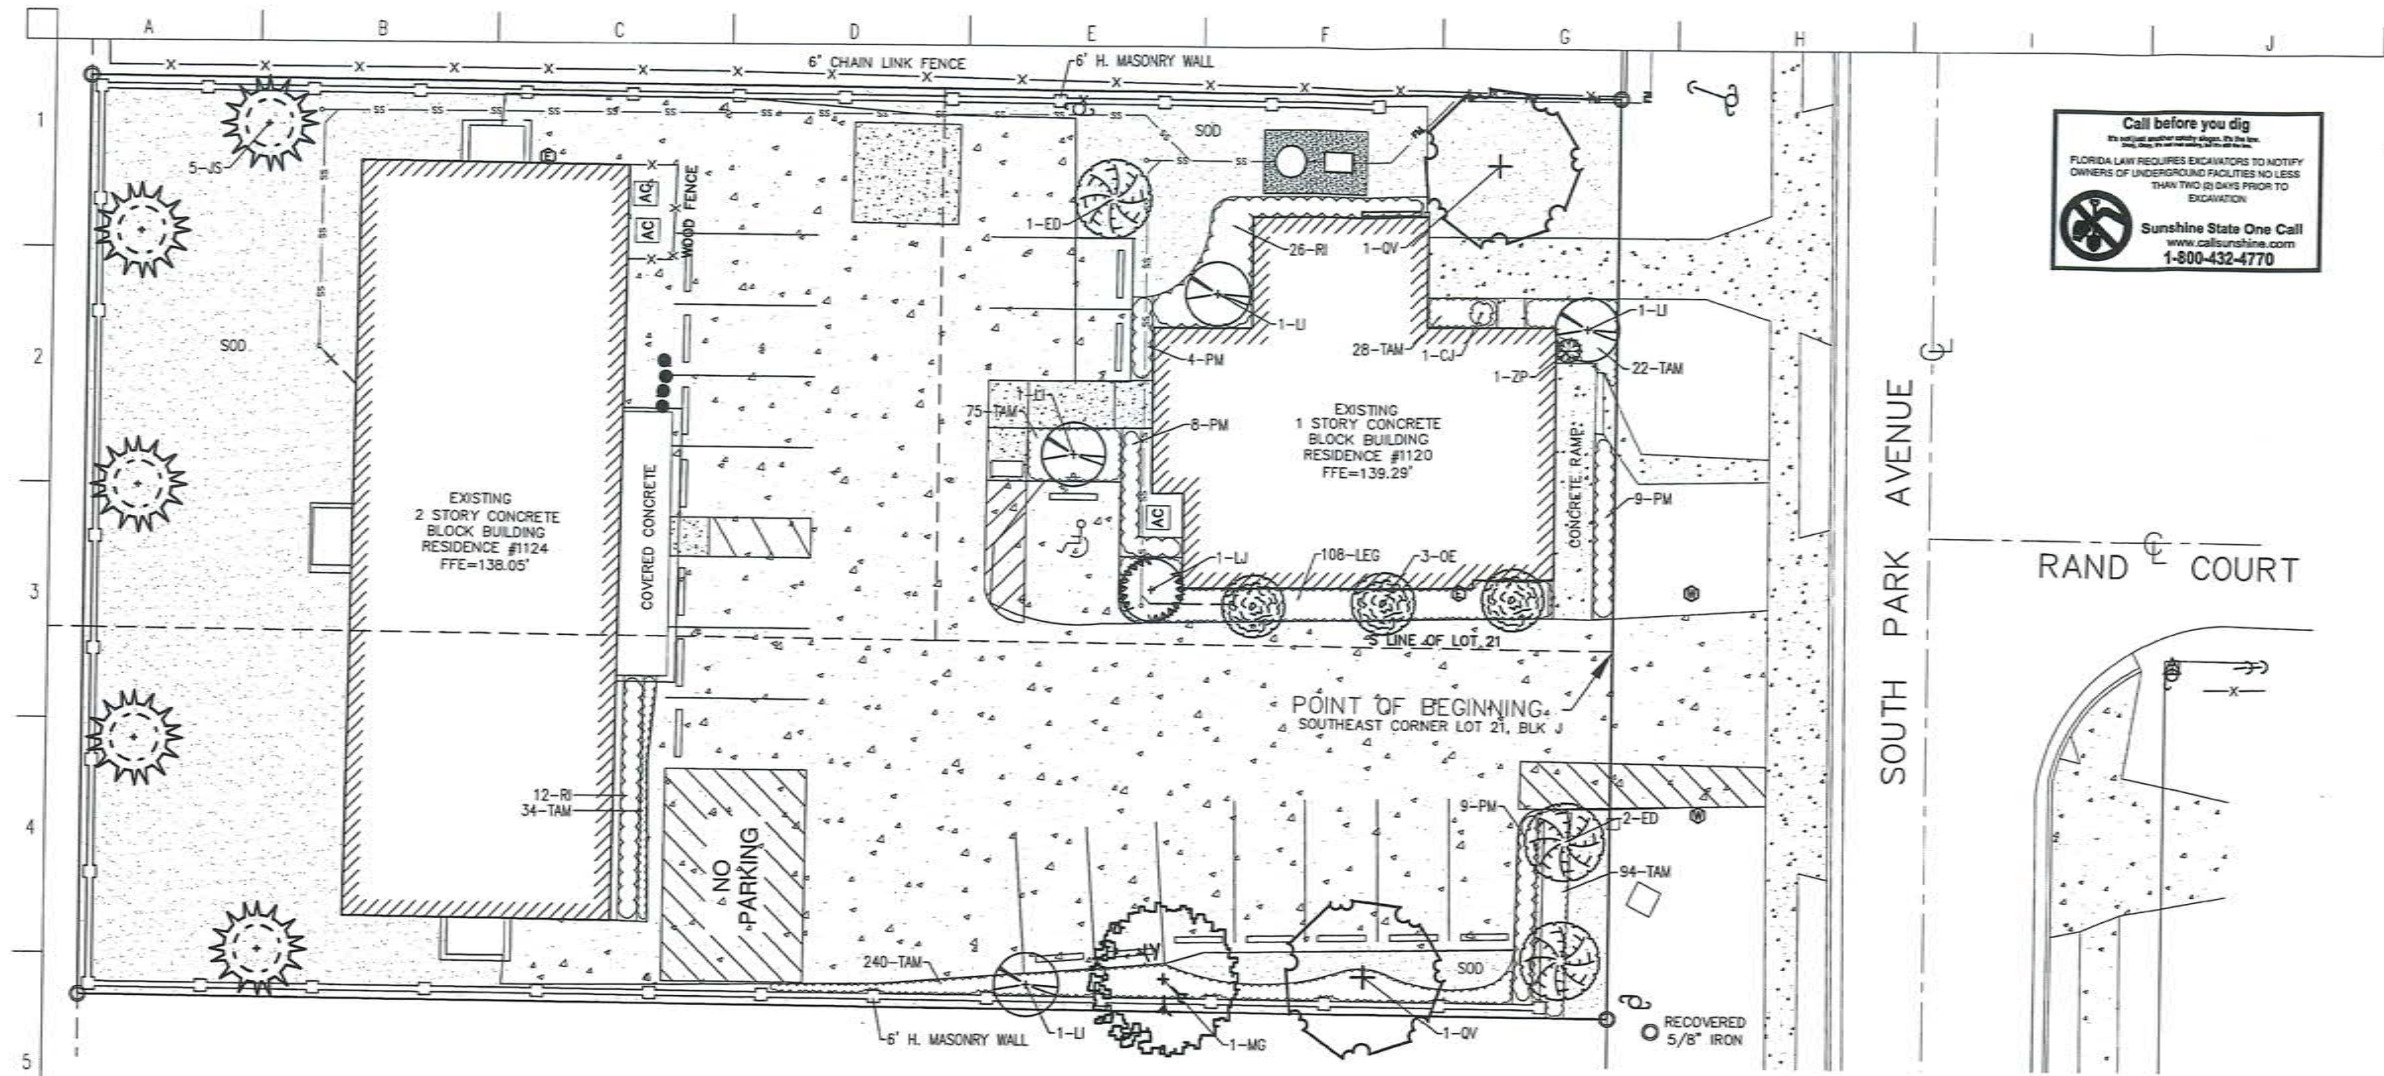 A B C D E F G H I J
1
2
3
4
5
6' CHAIN LINK FENCE
6' H. MASONRY WALL
SOD
5-JS
AC
AC
WOOD FENCE
1-ED
26-RI
1-QV
1-LI
4-PM
28-TAM
1-CJ
1-ZP
1-LI
22-TAM
SOD
1-LI
75-TAM
8-PM
EXISTING
1 STORY CONCRETE
BLOCK BUILDING
RESIDENCE #1120
FFE=139.29'
CONCRETE RAMP
9-PM
EXISTING
2 STORY CONCRETE
BLOCK BUILDING
RESIDENCE #1124
FFE=138.05'
COVERED CONCRETE
AC
1-LJ
108-LEG
3-OE
S LINE OF LOT 21
POINT OF BEGINNING
SOUTHEAST CORNER LOT 21, BLK J
12-RI
34-TAM
NO
PARKING
9-PM
2-ED
94-TAM
240-TAM
SOD
6' H. MASONRY WALL
1-LI
1-MG
1-QV
RECOVERED
5/8" IRON
SOUTH PARK AVENUE
RAND COURT
Call before you dig
FLORIDA LAW REQUIRES EXCAVATORS TO NOTIFY
OWNERS OF UNDERGROUND FACILITIES NO LESS
THAN TWO (2) DAYS PRIOR TO
EXCAVATION
Sunshine State One Call
www.callsunshine.com
1-800-432-4770